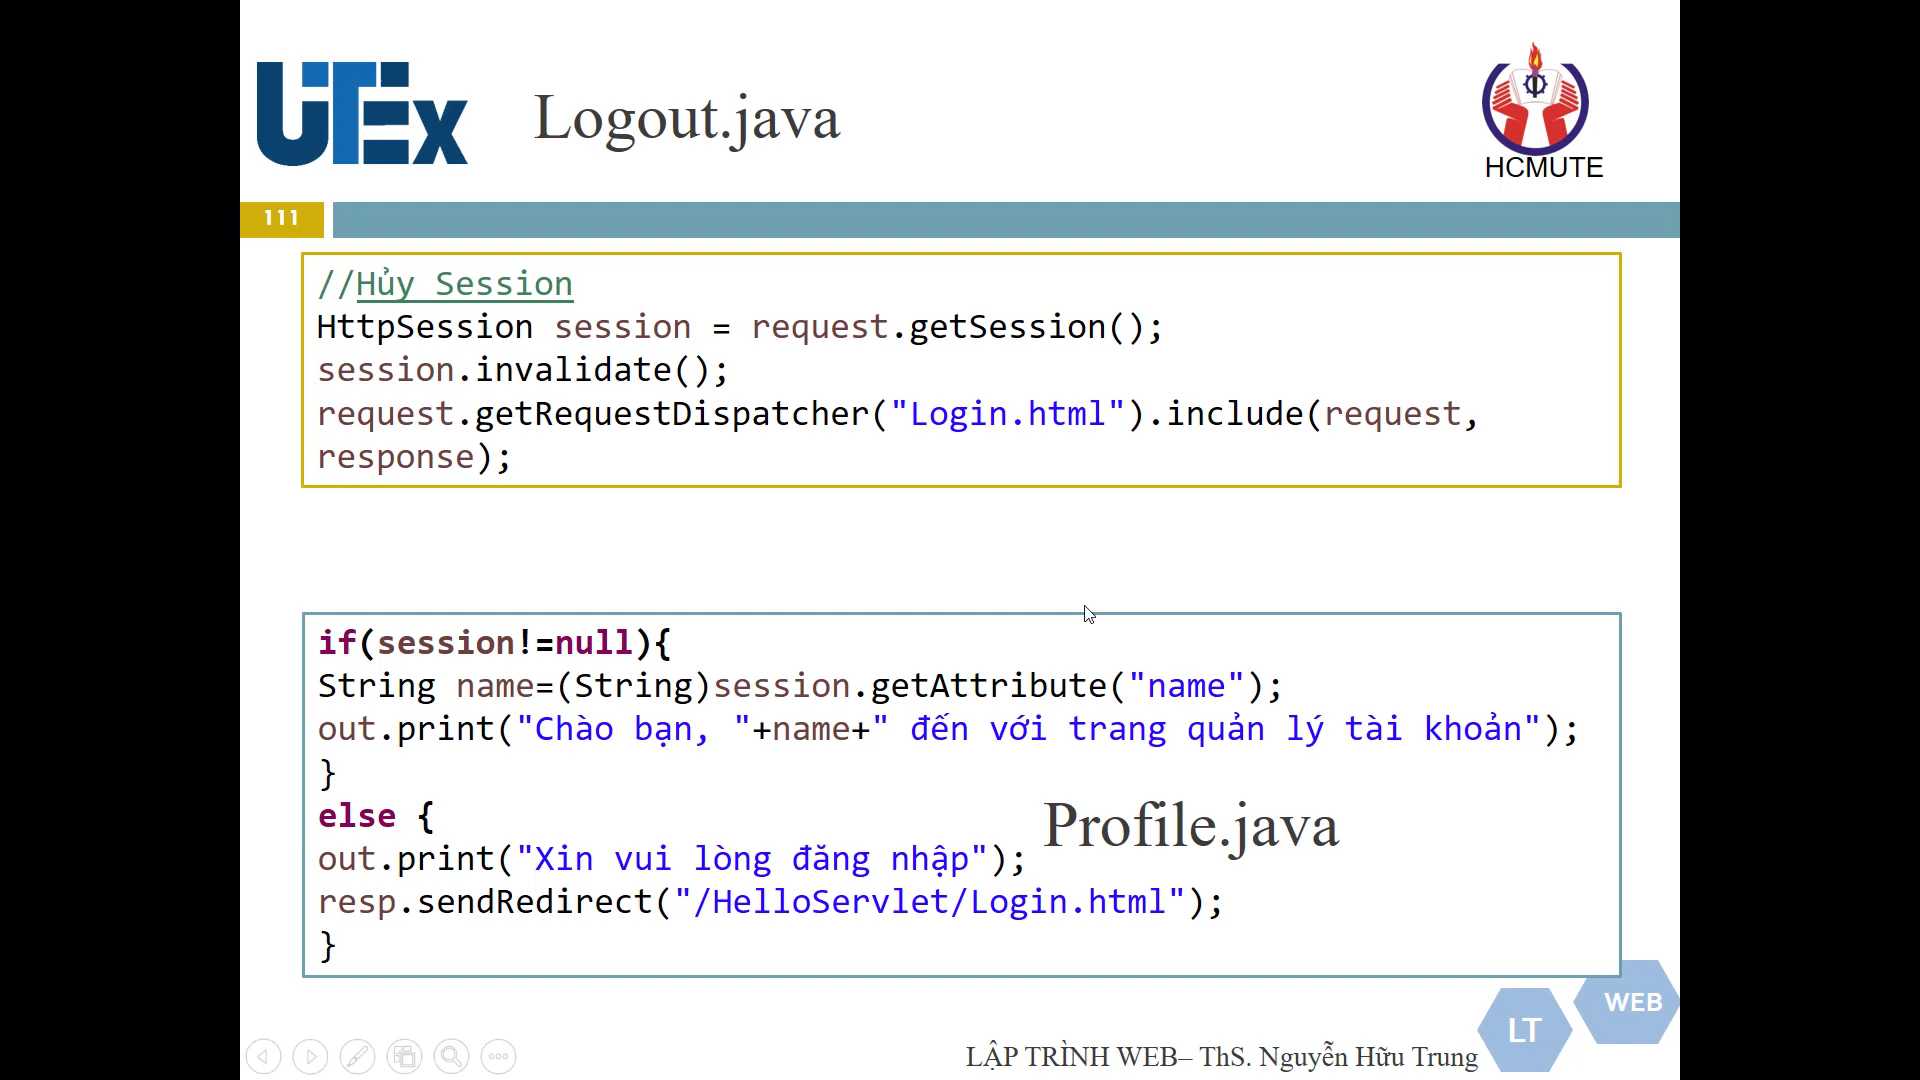 UTEx
Logout.java
HCMUTE
111
//Hủy Session
HttpSession session = request.getSession();
session.invalidate();
request.getRequestDispatcher("Login.html").include(request,
response);
if(session!=null){
String name=(String)session.getAttribute("name");
out.print("Chào bạn, "+name+" đến với trang quản lý tài khoản");
}
else {
out.print("Xin vui lòng đăng nhập");
resp.sendRedirect("/HelloServlet/Login.html");
}
Profile.java
WEB
LT
LẬP TRÌNH WEB– ThS. Nguyễn Hữu Trung